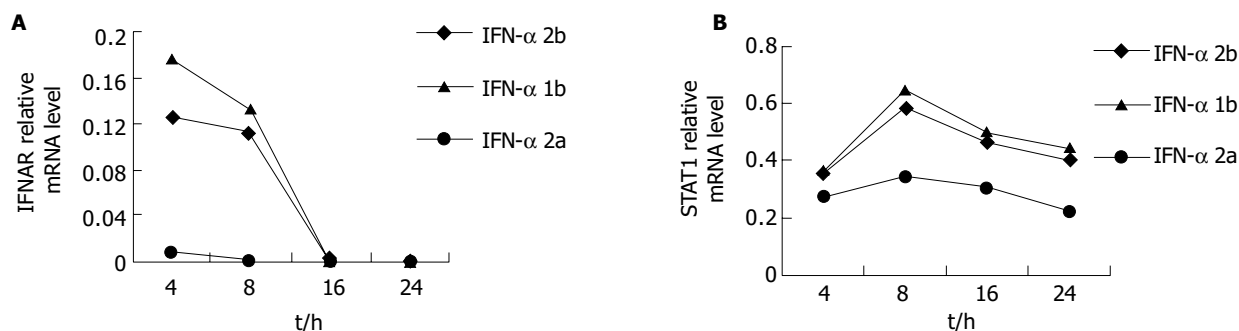 A
IFNAR relative
mRNA level
0.2
0.16
0.12
0.08
0.04
0
4 8 16 24
t/h
IFN-α 2b
IFN-α 1b
IFN-α 2a
B
STAT1 relative
mRNA level
0.8
0.6
0.4
0.2
0
4 8 16 24
t/h
IFN-α 2b
IFN-α 1b
IFN-α 2a